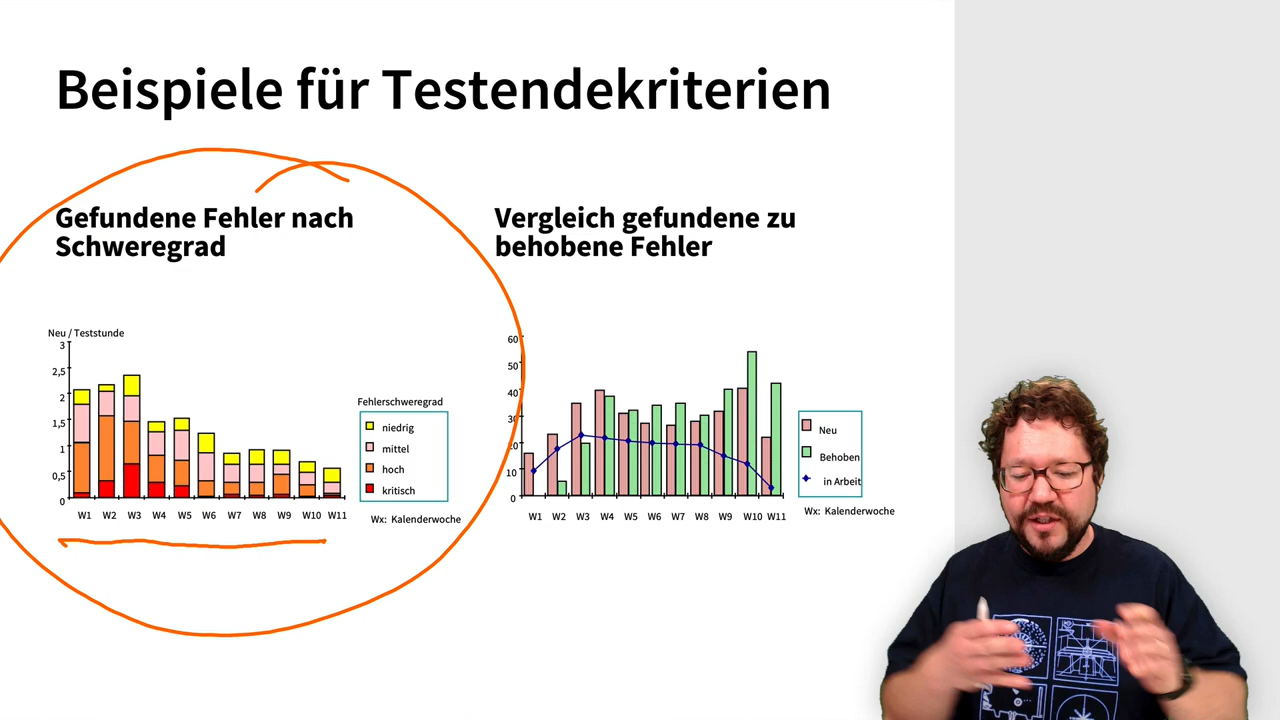 Beispiele für Testendekriterien
Gefundene Fehler nach
Schweregrad
Neu / Teststunde
3
2,5
2
1,5
1
0,5
0
W1 W2 W3 W4 W5 W6 W7 W8 W9 W10 W11
Fehlerschweregrad
niedrig
mittel
hoch
kritisch
Wx: Kalenderwoche
Vergleich gefundene zu
behobene Fehler
60
50
40
30
20
10
0
W1 W2 W3 W4 W5 W6 W7 W8 W9 W10 W11
Neu
Behoben
in Arbeit
Wx: Kalenderwoche